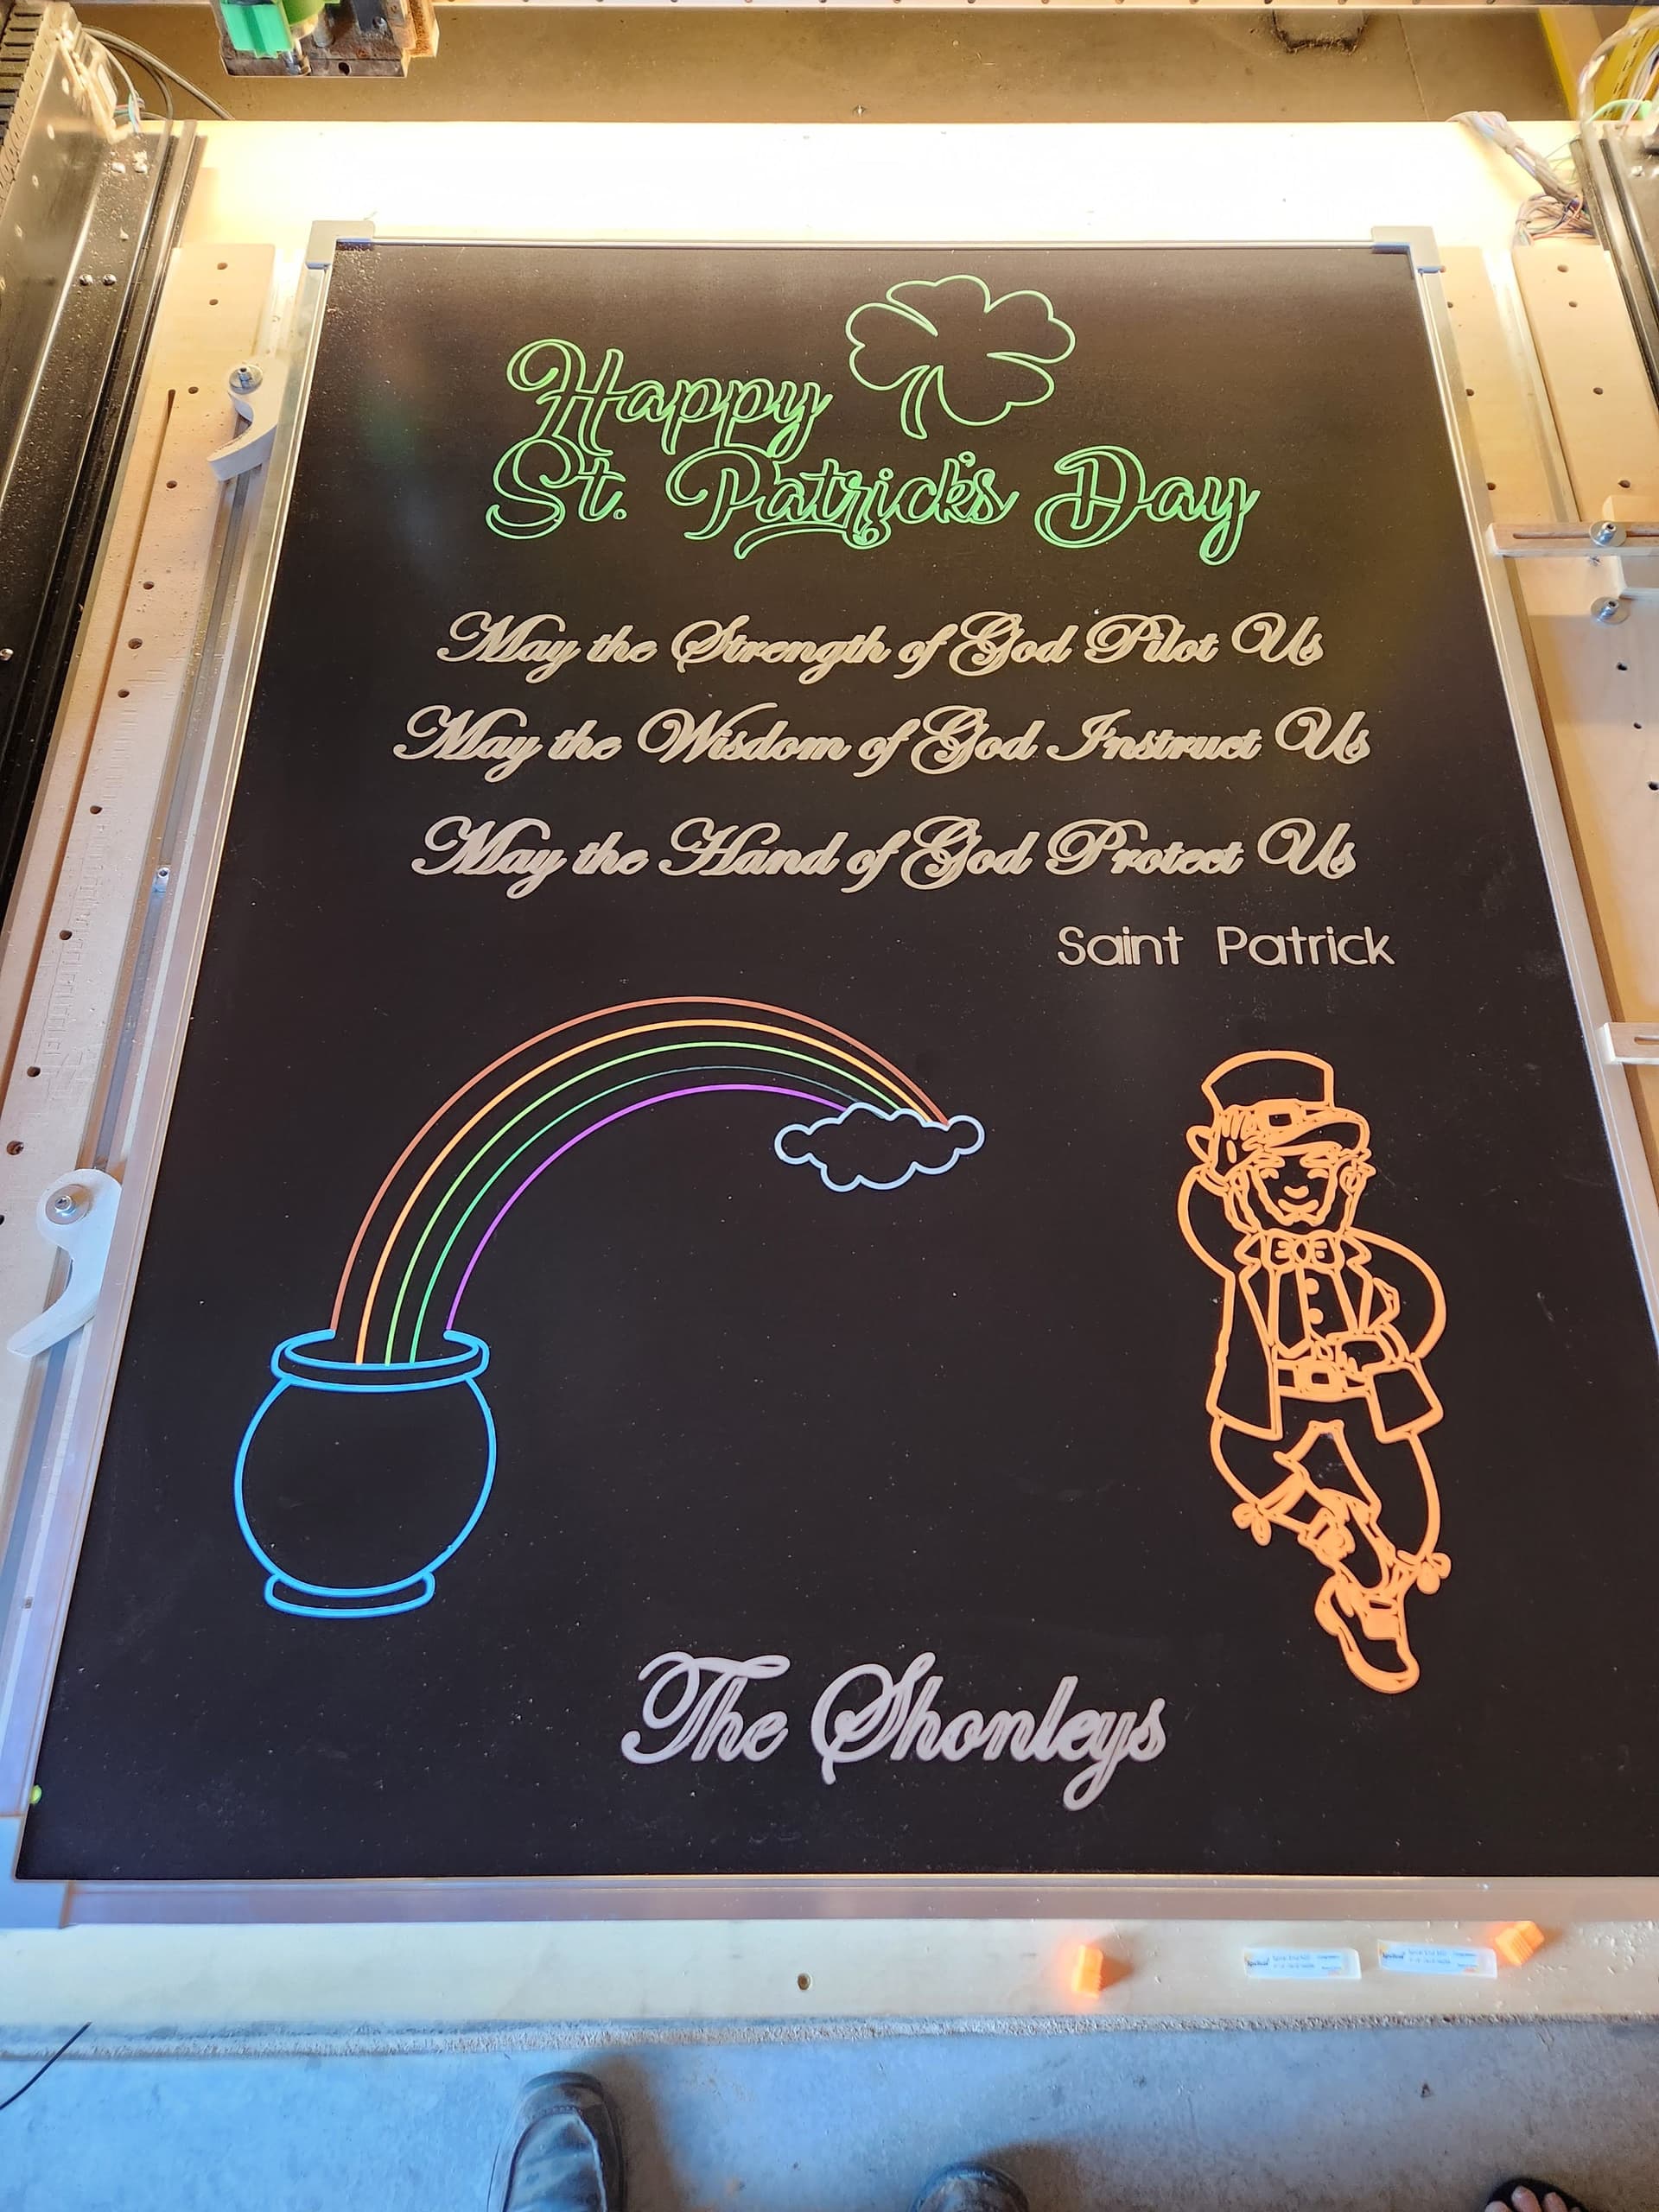 Happy
St. Patrick's Day
May the Strength of God Pilot Us
May the Wisdom of God Instruct Us
May the Hand of God Protect Us
Saint Patrick
The Shonleys